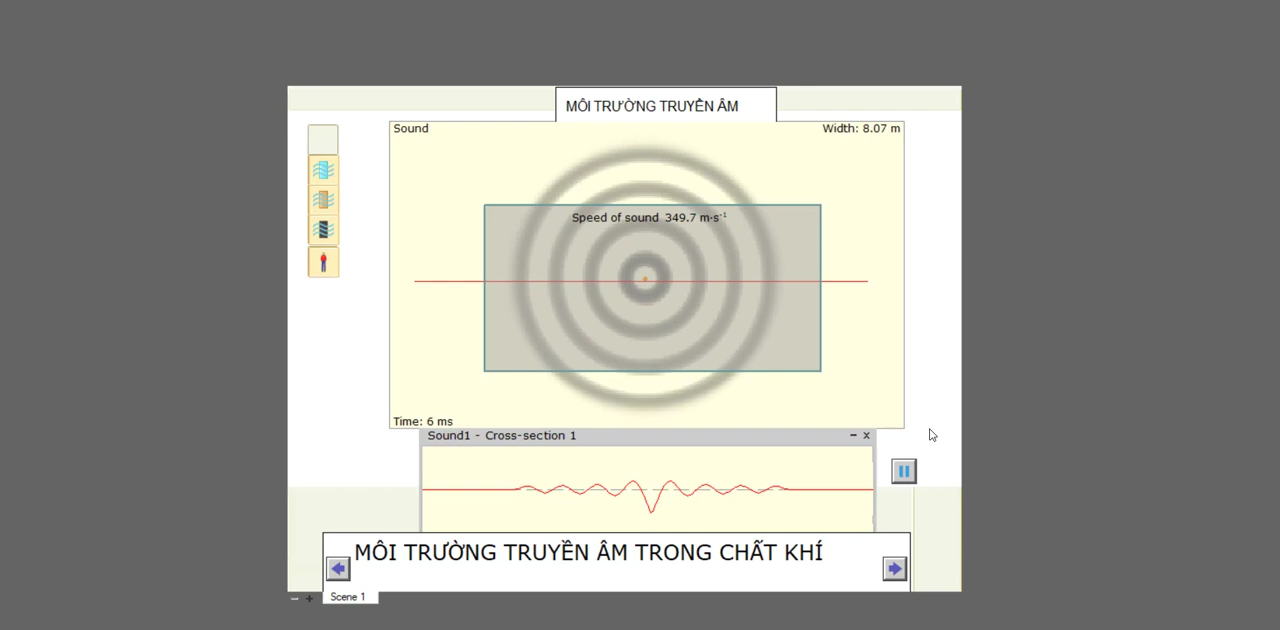 MÔI TRƯỜNG TRUYỀN ÂM
Sound
Width: 8.07 m
Speed of sound 349.7 m·s⁻¹
Time: 6 ms
Sound1 - Cross-section 1
MÔI TRƯỜNG TRUYỀN ÂM TRONG CHẤT KHÍ
Scene 1